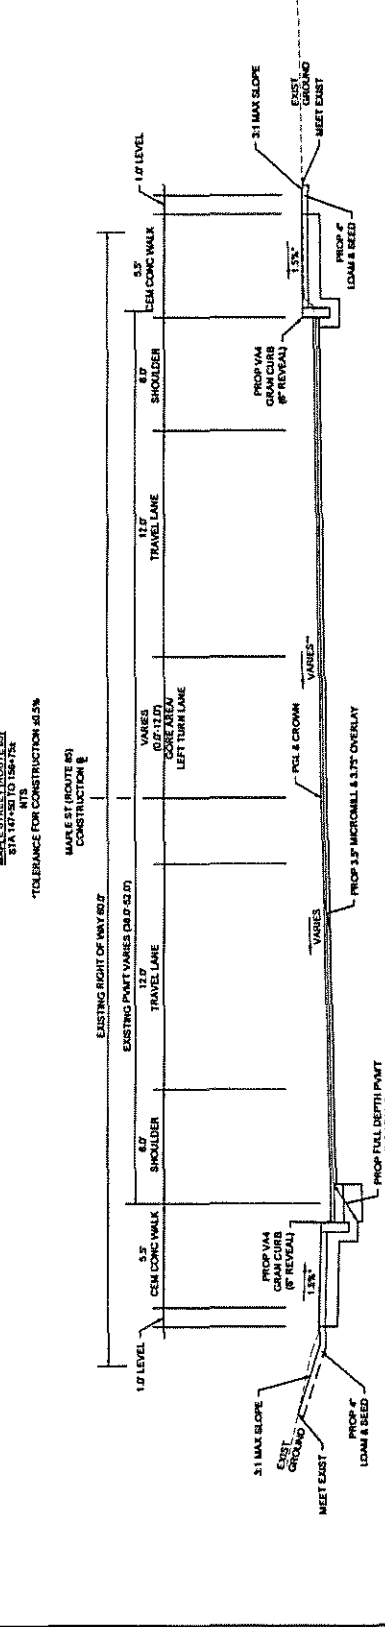 MAPLE STREET (ROUTE 85)
STA 147+50 TO 156+75±
NTS
*TOLERANCE FOR CONSTRUCTION ±0.5%
MAPLE ST (ROUTE 85)
CONSTRUCTION ℄
EXISTING RIGHT OF WAY 60.0'
EXISTING PVMT VARIES (38.0'-52.0')
1.0' LEVEL
5.5'
CEM CONC WALK
6.0'
SHOULDER
12.0'
TRAVEL LANE
VARIES
(0.0'-12.0')
GORE AREA/
LEFT TURN LANE
12.0'
TRAVEL LANE
6.0'
SHOULDER
5.5'
CEM CONC WALK
1.0' LEVEL
3:1 MAX SLOPE
EXIST
GROUND
MEET EXIST
PROP 4"
LOAM & SEED
PROP VA4
GRAN CURB
(6" REVEAL)
1.5%*
PROP FULL DEPTH PVMT
VARIES
PROP 3.5" MICROMILL & 3.75" OVERLAY
PGL & CROWN
VARIES**
PROP VA4
GRAN CURB
(6" REVEAL)
1.5%*
3:1 MAX SLOPE
EXIST
GROUND
MEET EXIST
PROP 4"
LOAM & SEED